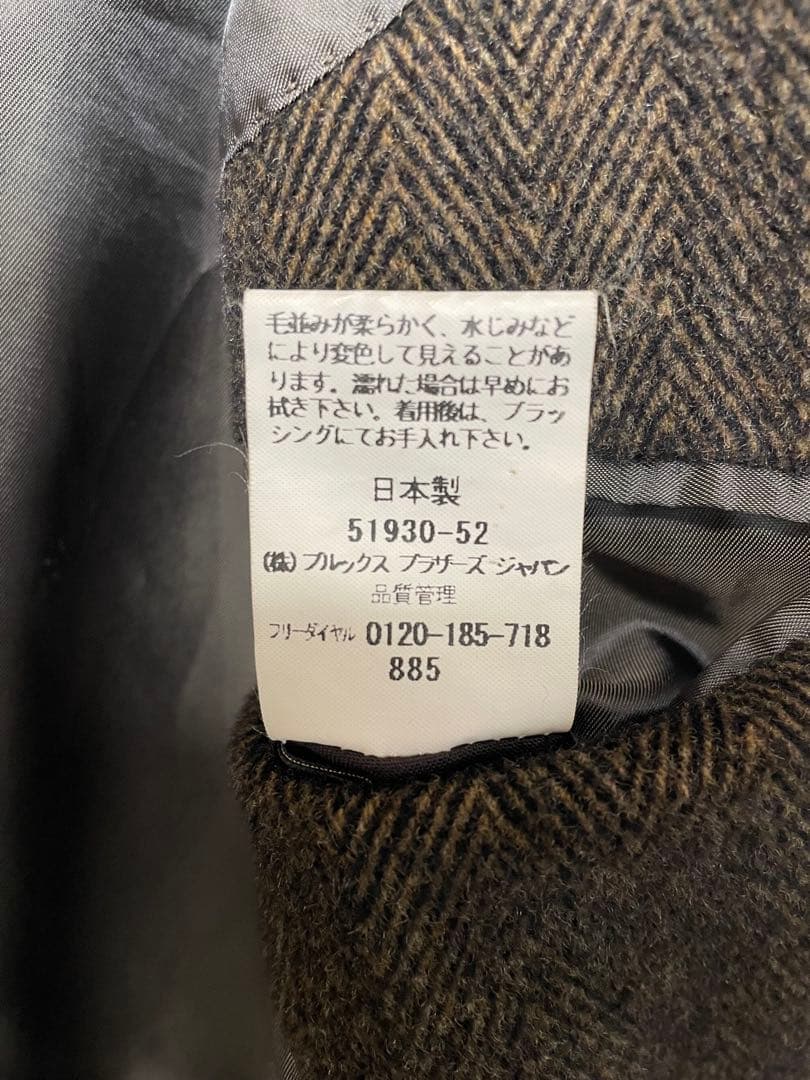 毛並みが柔らかく、水じみなど
により変色して見えることがあ
ります。濡れた場合は早めにお
拭き下さい。着用後は、ブラッ
シングにてお手入れ下さい。
日本製
51930-52
(株)ブルックス ブラザーズ ジャパン
品質管理
フリーダイヤル 0120-185-718
885